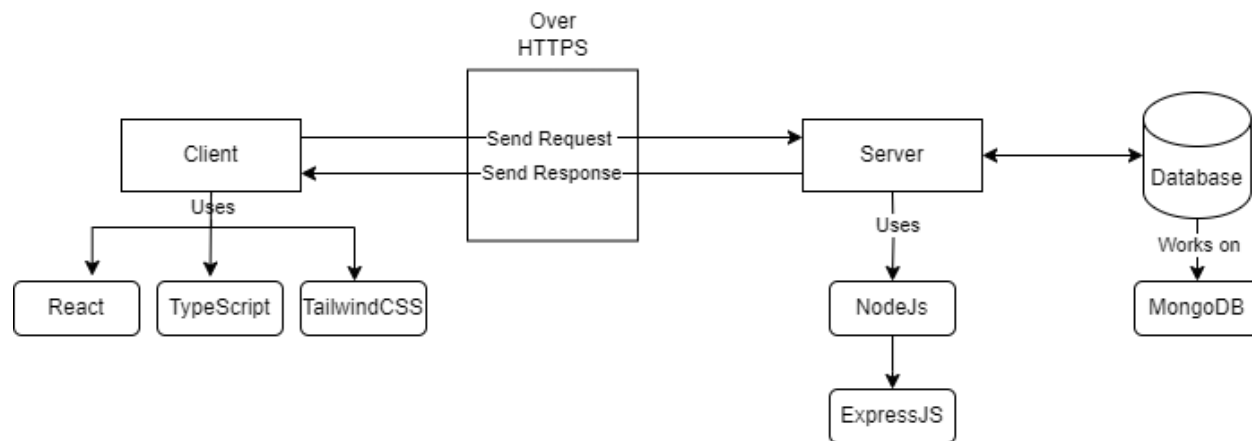 Over
HTTPS
Client
Send Request
Send Response
Server
Database
Uses
Uses
Works on
React
TypeScript
TailwindCSS
NodeJs
MongoDB
ExpressJS